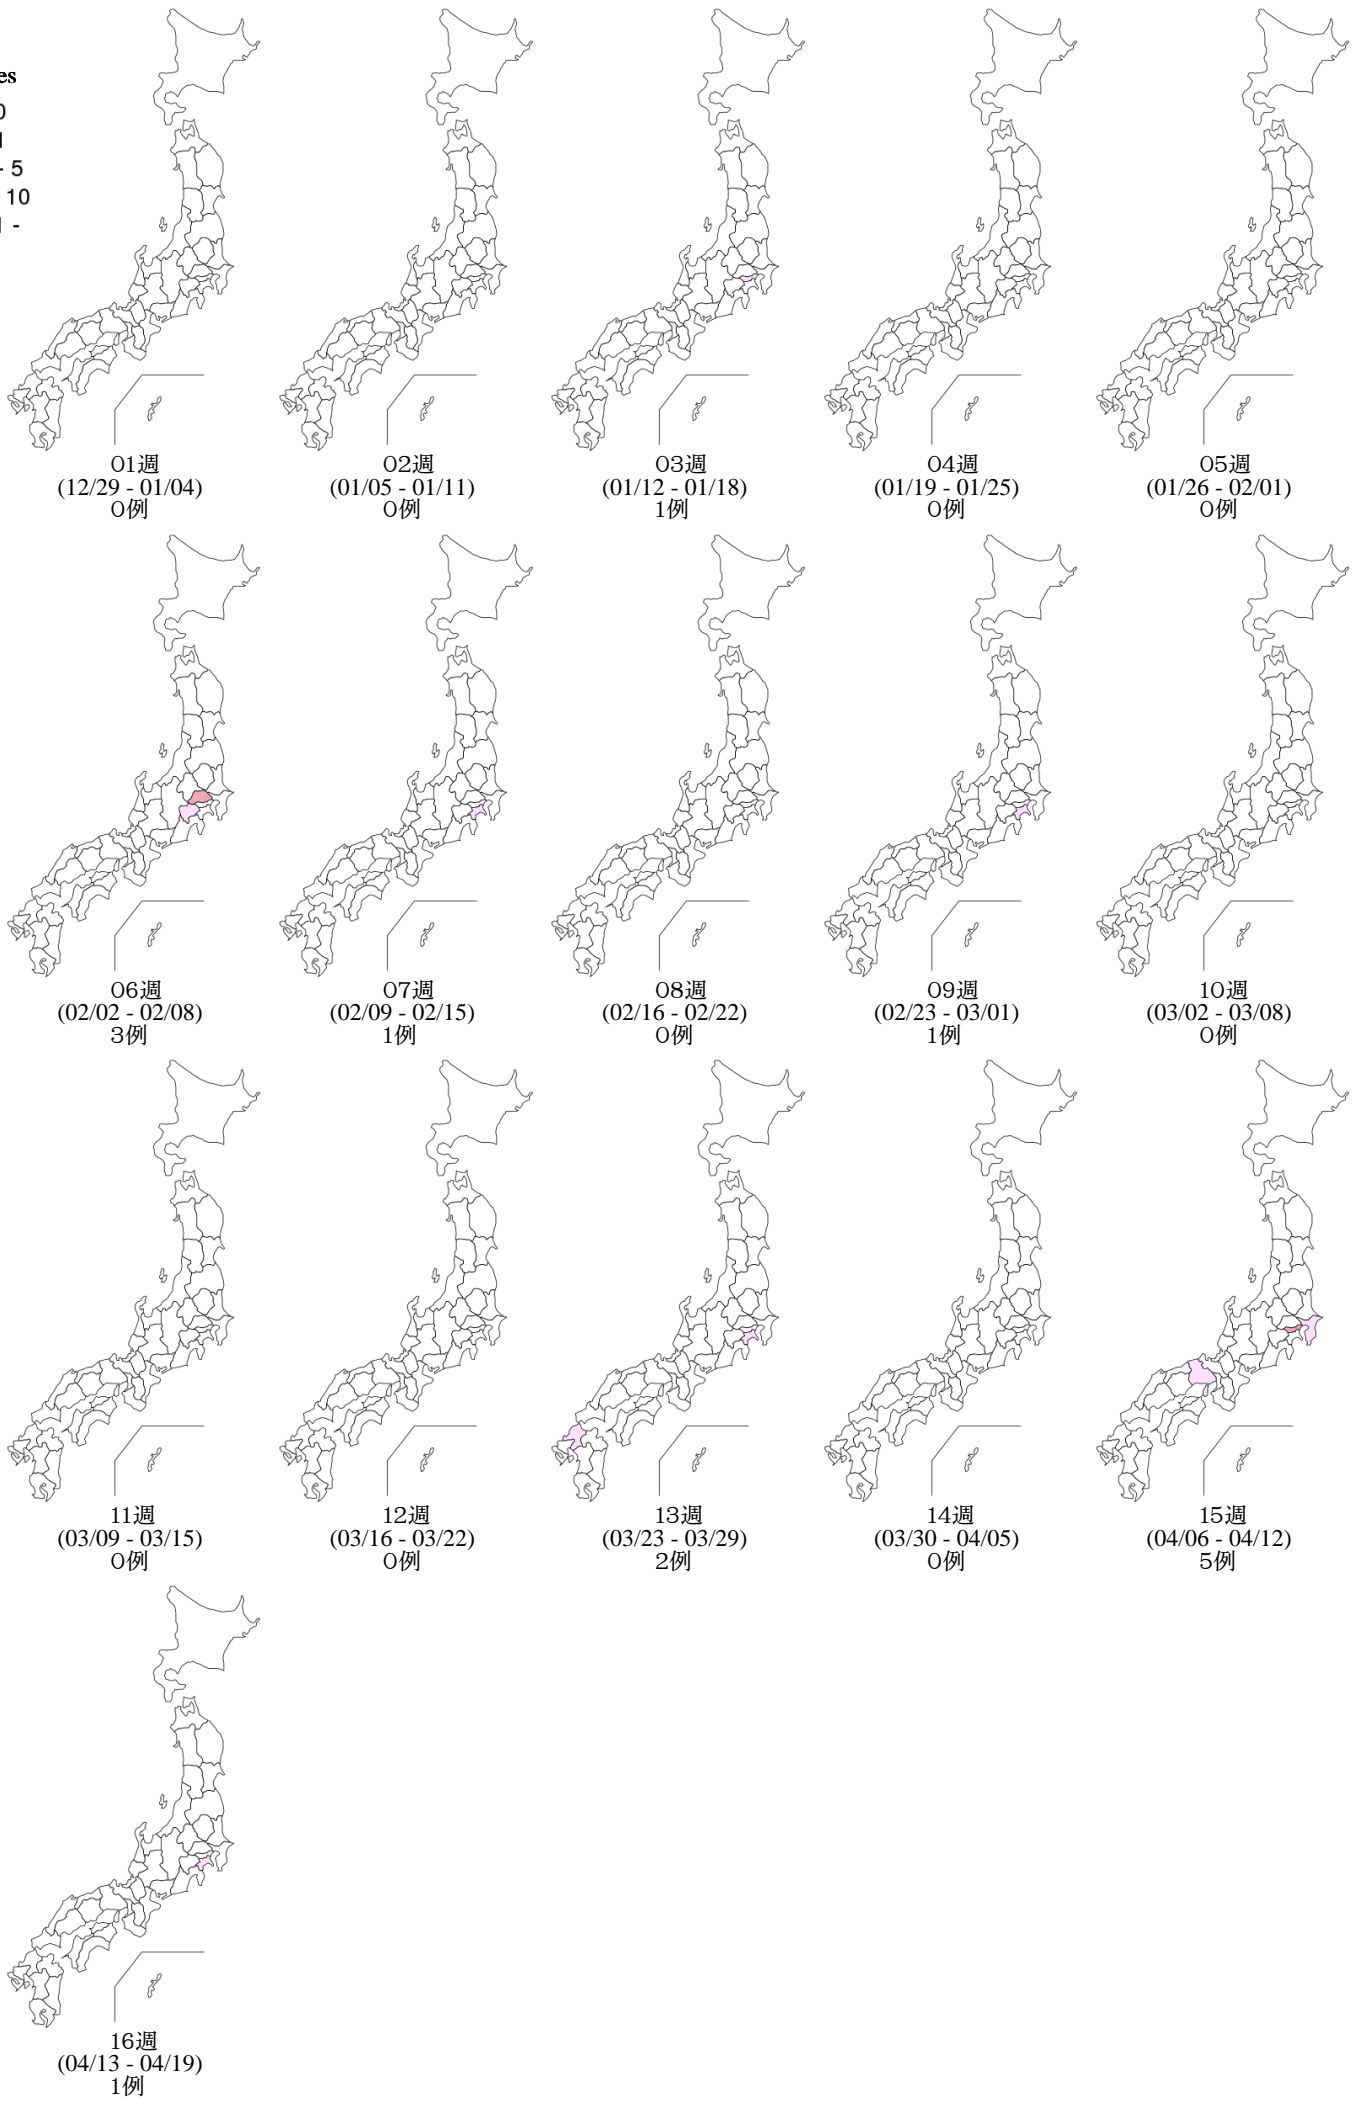 es
0
1
- 5
10
1 -
01週
(12/29 - 01/04)
0例
02週
(01/05 - 01/11)
0例
03週
(01/12 - 01/18)
1例
04週
(01/19 - 01/25)
0例
05週
(01/26 - 02/01)
0例
06週
(02/02 - 02/08)
3例
07週
(02/09 - 02/15)
1例
08週
(02/16 - 02/22)
0例
09週
(02/23 - 03/01)
1例
10週
(03/02 - 03/08)
0例
11週
(03/09 - 03/15)
0例
12週
(03/16 - 03/22)
0例
13週
(03/23 - 03/29)
2例
14週
(03/30 - 04/05)
0例
15週
(04/06 - 04/12)
5例
16週
(04/13 - 04/19)
1例